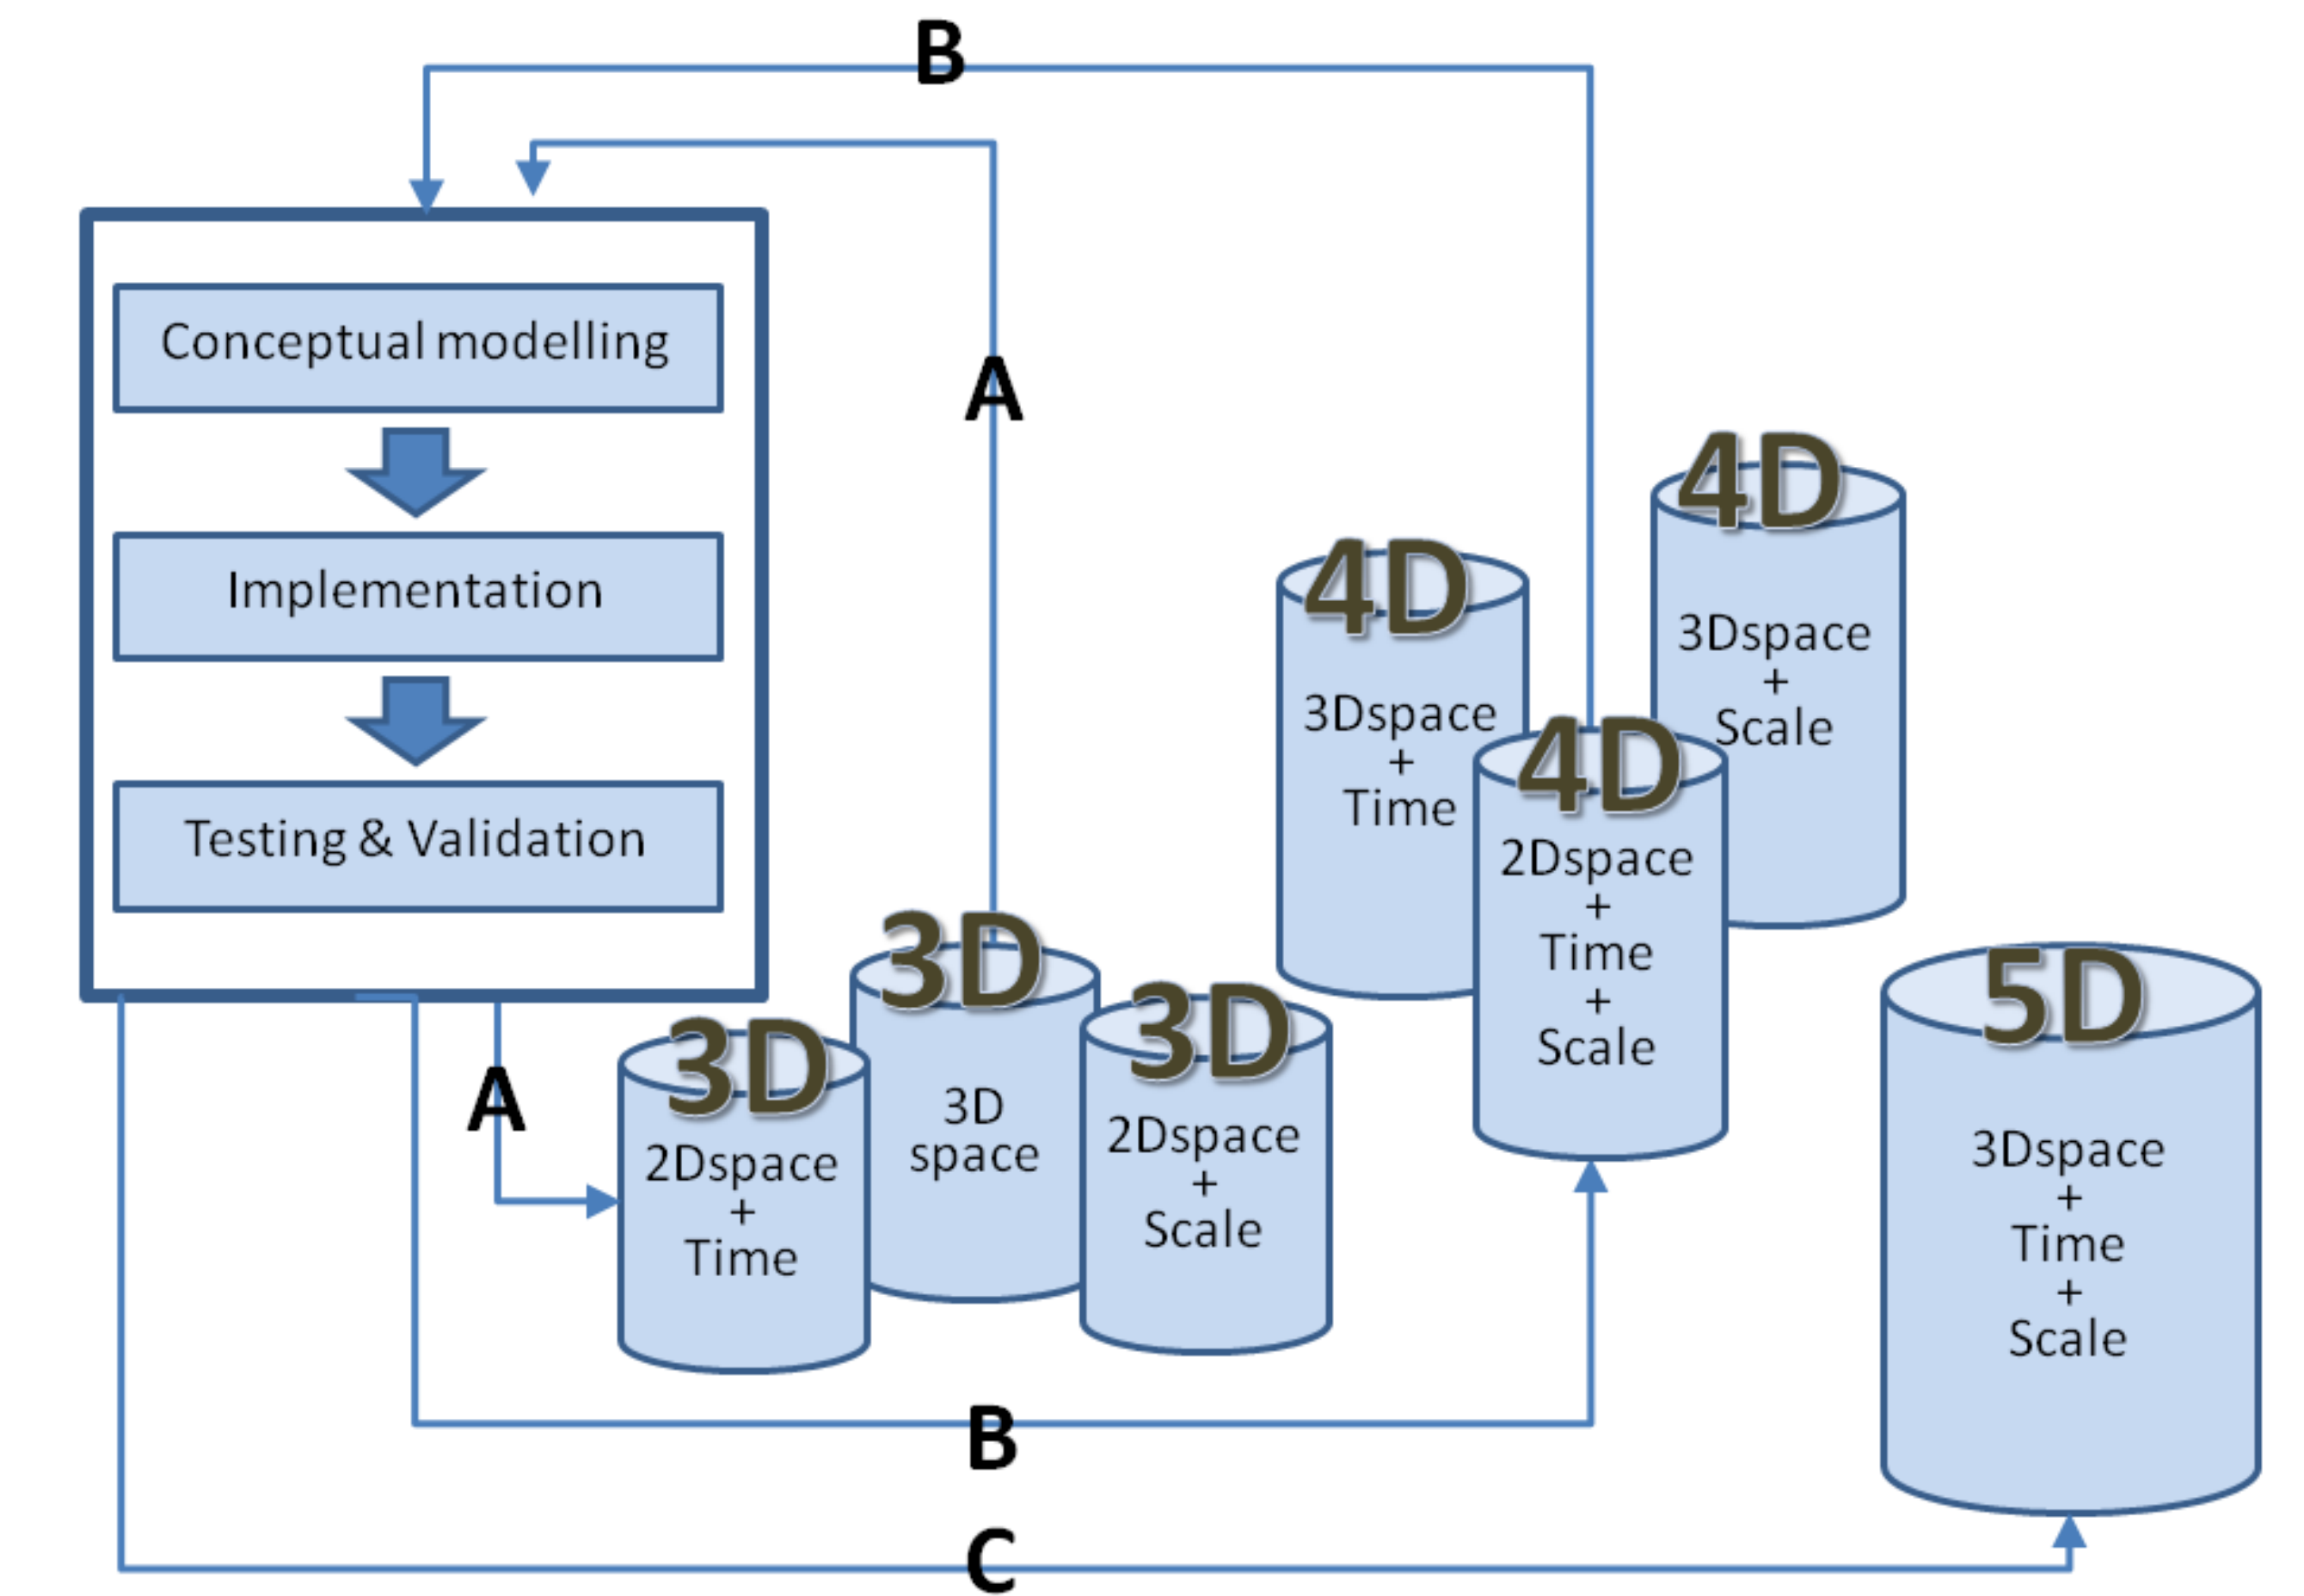 B
A
Conceptual modelling
Implementation
Testing & Validation
A
3D
2Dspace
+
Time
3D
3D
space
3D
2Dspace
+
Scale
4D
3Dspace
+
Time
4D
2Dspace
+
Time
+
Scale
4D
3Dspace
+
Scale
5D
3Dspace
+
Time
+
Scale
B
C